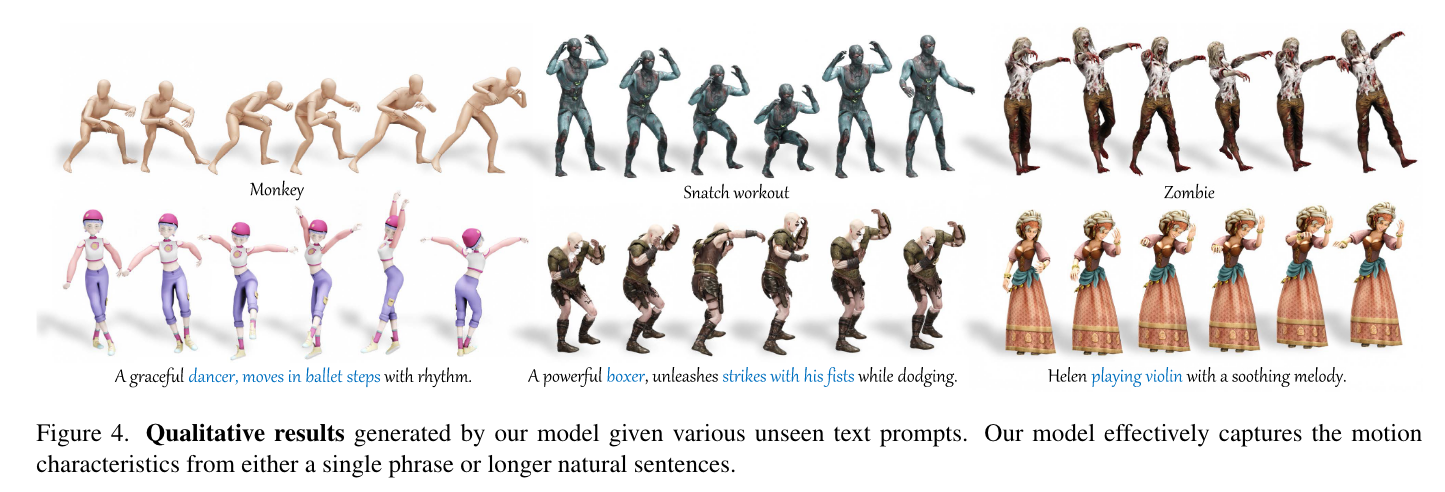 Monkey
Snatch workout
Zombie
A graceful dancer, moves in ballet steps with rhythm.
A powerful boxer, unleashes strikes with his fists while dodging.
Helen playing violin with a soothing melody.
Figure 4. Qualitative results generated by our model given various unseen text prompts. Our model effectively captures the motion
characteristics from either a single phrase or longer natural sentences.